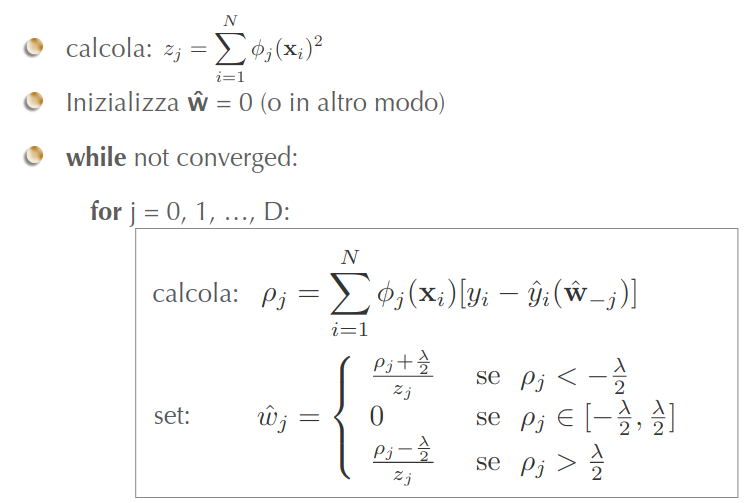 calcola: $z_j = \sum_{i=1}^{N} \phi_j(\mathbf{x}_i)^2$
Inizializza $\hat{\mathbf{w}}$ = 0 (o in altro modo)
while not converged:
for j = 0, 1, …, D:
calcola: $\rho_j = \sum_{i=1}^{N} \phi_j(\mathbf{x}_i)[y_i - \hat{y}_i(\hat{\mathbf{w}}_{-j})]$
set: $\hat{w}_j = \begin{cases} \frac{\rho_j + \frac{\lambda}{2}}{z_j} & \text{se } \rho_j < -\frac{\lambda}{2} \\ 0 & \text{se } \rho_j \in [-\frac{\lambda}{2}, \frac{\lambda}{2}] \\ \frac{\rho_j - \frac{\lambda}{2}}{z_j} & \text{se } \rho_j > \frac{\lambda}{2} \end{cases}$